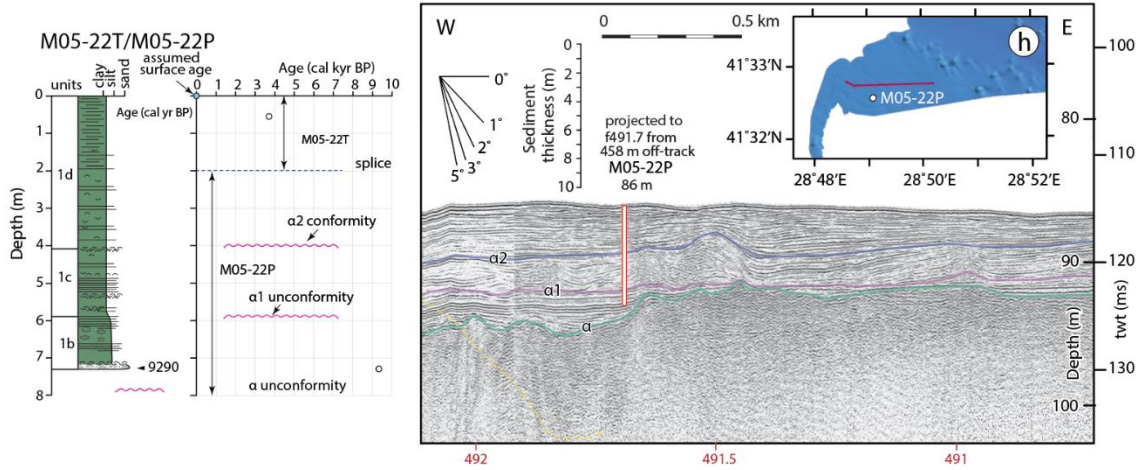 M05-22T/M05-22P
assumed
surface age
units
clay
silt
sand
Age (cal kyr BP)
0 1 2 3 4 5 6 7 8 9 10
Age (cal yr BP)
Depth (m)
0
1
2
3
4
5
6
7
8
1d
1c
1b
9290
M05-22T
splice
α2 conformity
M05-22P
α1 unconformity
α unconformity
W
0 0.5 km
0°
1°
2°
3°
5°
Sediment
thickness (m)
0
2
4
6
8
10
projected to
f491.7 from
458 m off-track
M05-22P
86 m
h
E
41°33'N
41°32'N
M05-22P
28°48'E 28°50'E 28°52'E
α2
α1
α
80
90
100
Depth (m)
100
110
120
130
twt (ms)
492 491.5 491